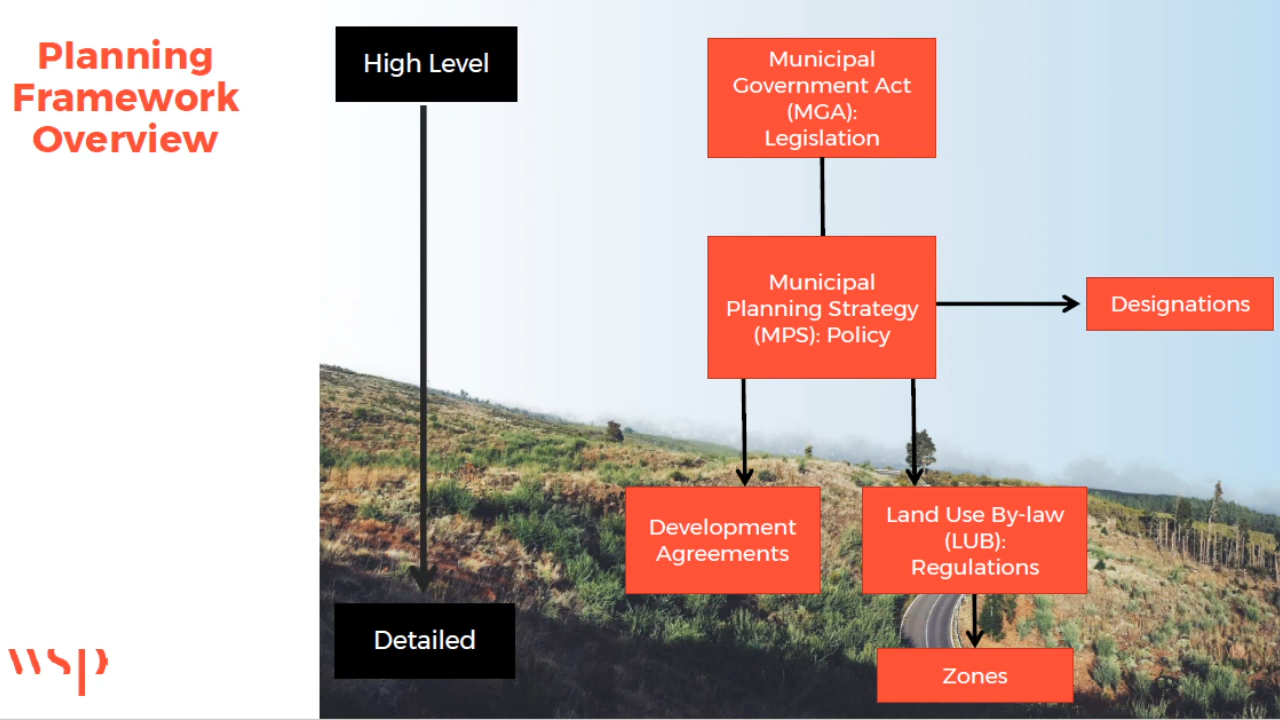 Planning
Framework
Overview
High Level
Municipal
Government Act
(MGA):
Legislation
Municipal
Planning Strategy
(MPS): Policy
Designations
Development
Agreements
Land Use By-law
(LUB):
Regulations
Detailed
Zones
wsp